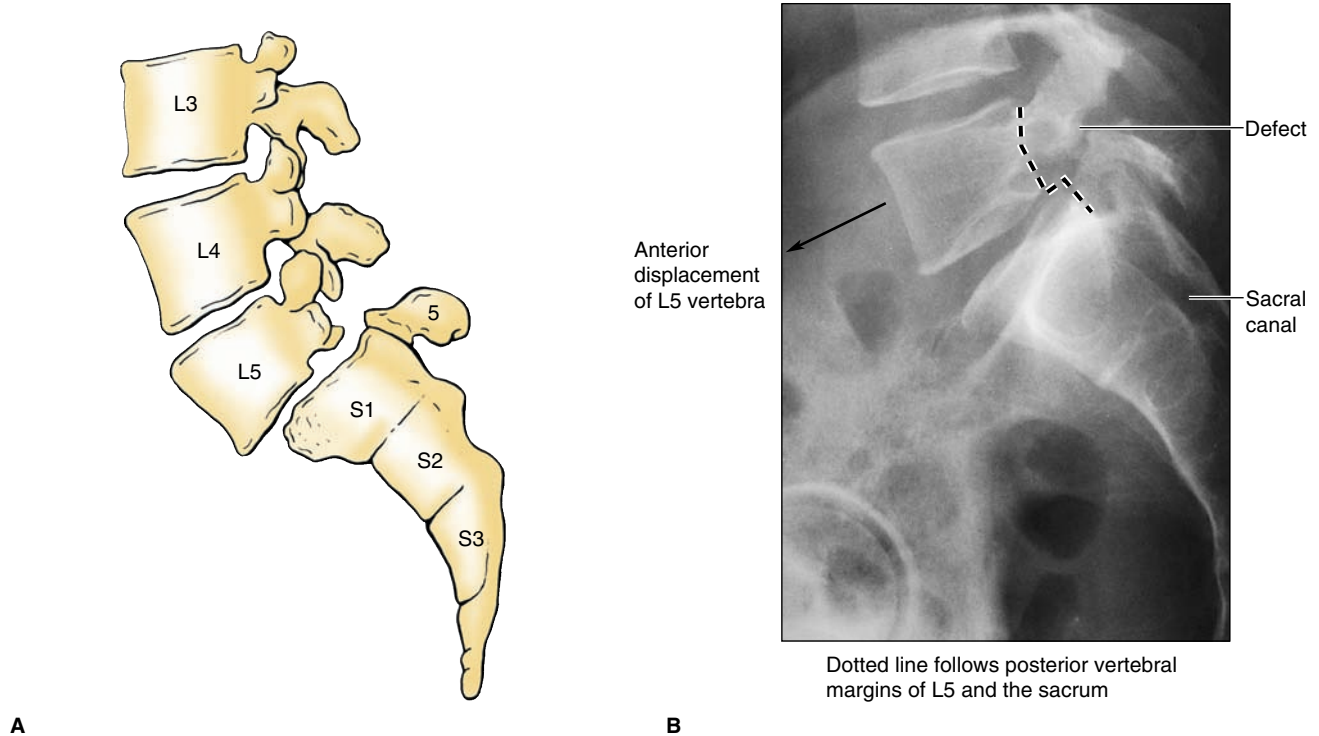 L3
L4
L5
5
S1
S2
S3
A
Anterior
displacement
of L5 vertebra
Defect
Sacral
canal
Dotted line follows posterior vertebral
margins of L5 and the sacrum
B